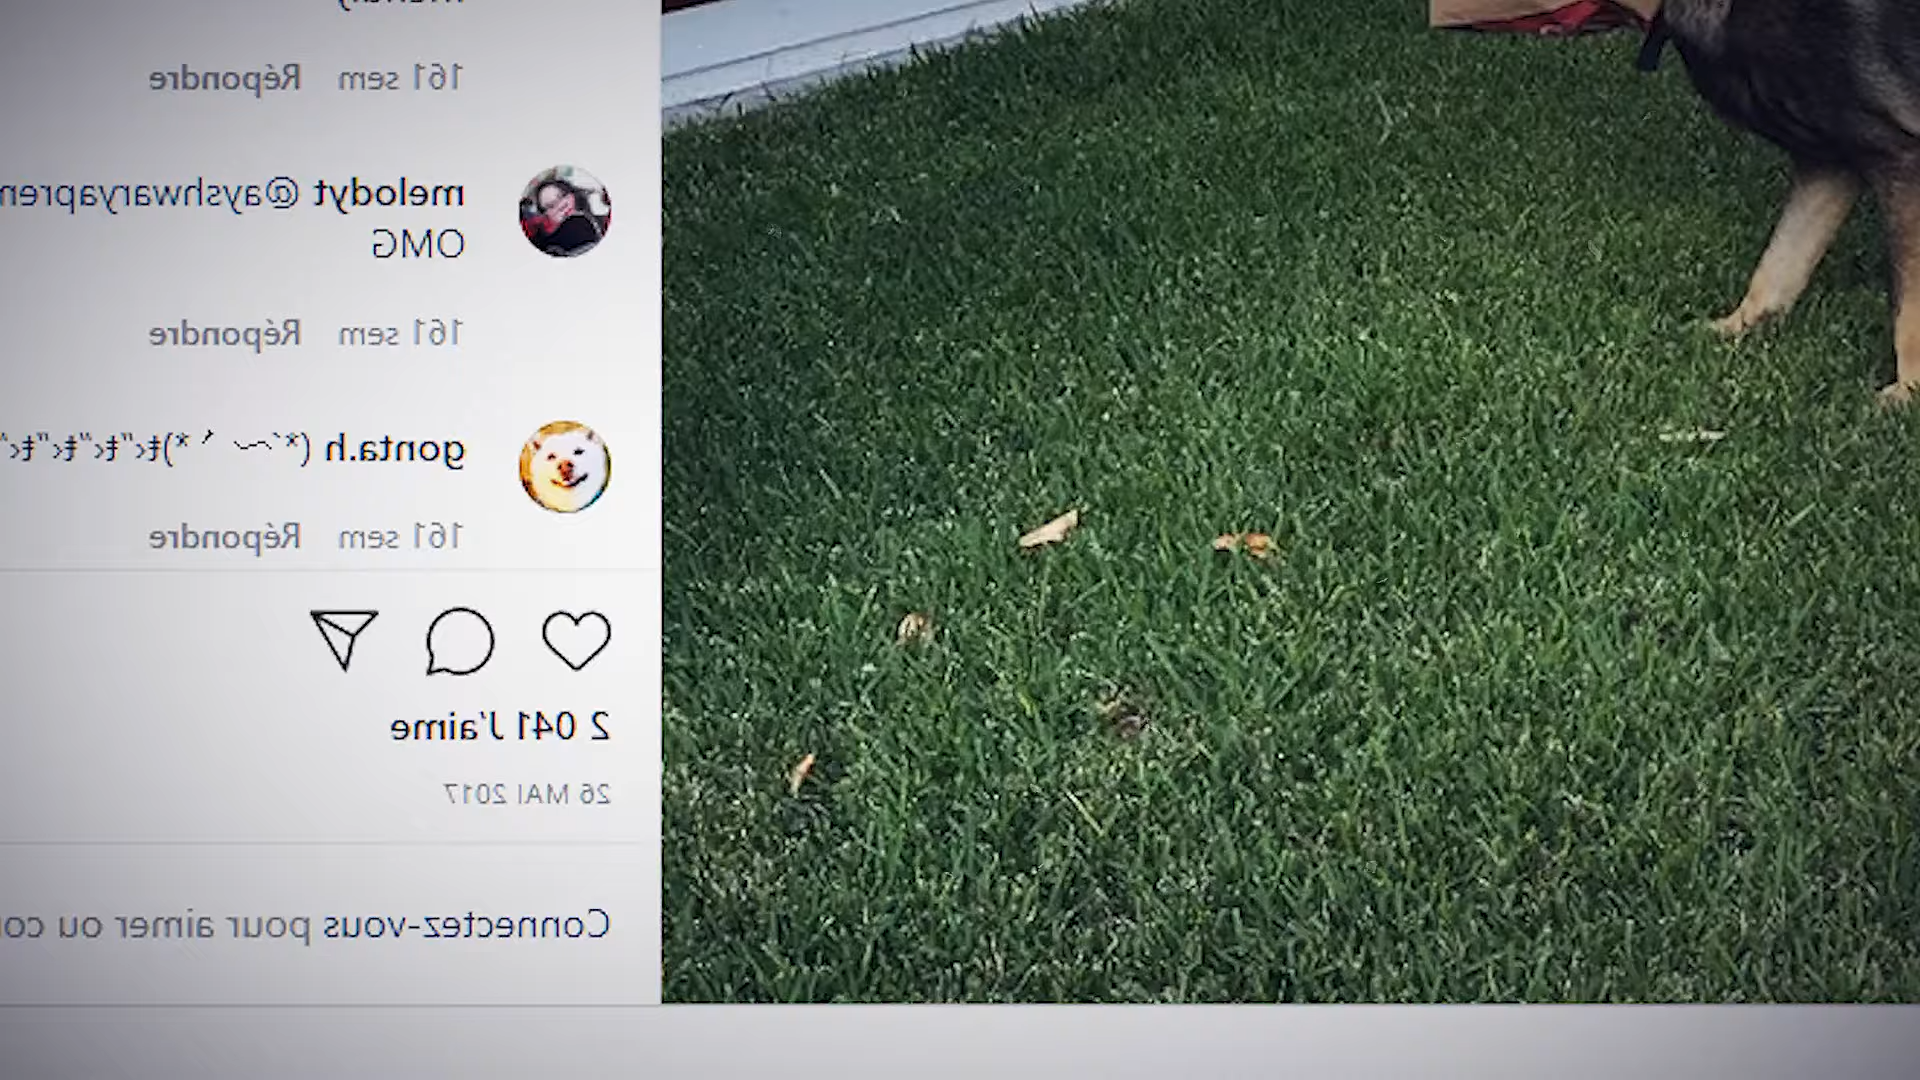 161 sem Répondre
melodyt @ayshwaryaprem
OMG
161 sem Répondre
gonta.h
161 sem Répondre
2 041 J'aime
26 MAI 2017
Connectez-vous pour aimer ou